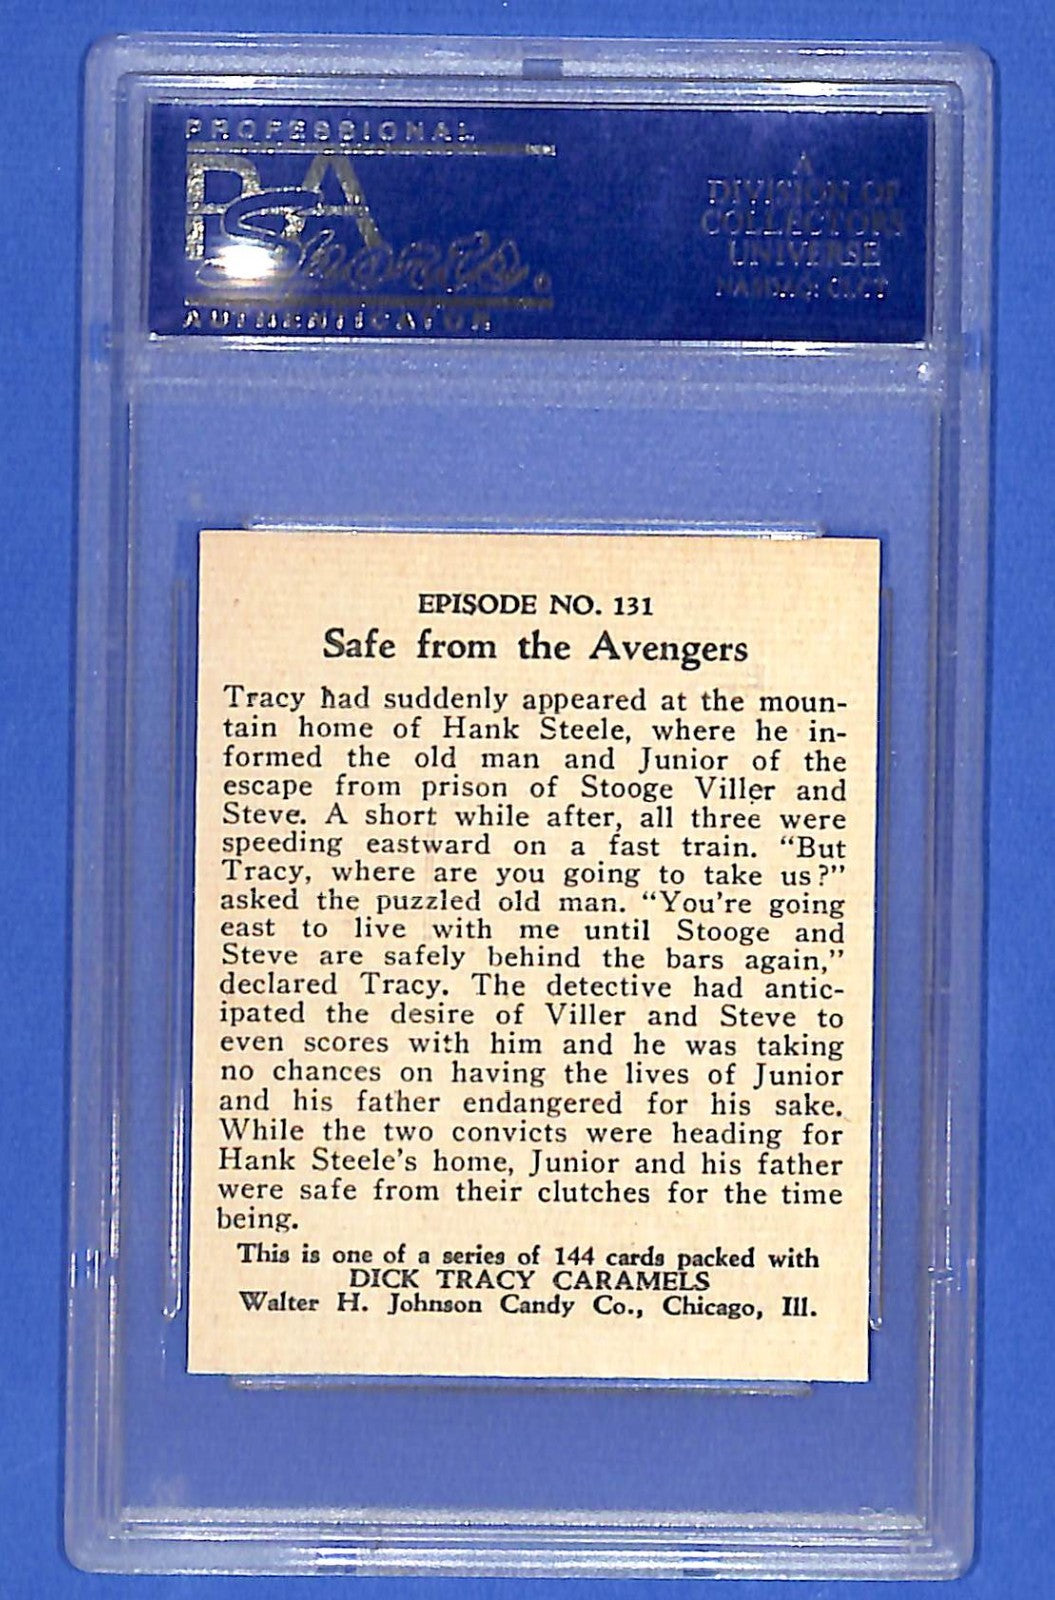 PROFESSIONAL
PSA
Sports
AUTHENTICATOR
A
DIVISION OF
COLLECTORS
UNIVERSE
NASDAQ: CLCT
EPISODE NO. 131
Safe from the Avengers
Tracy had suddenly appeared at the moun-
tain home of Hank Steele, where he in-
formed the old man and Junior of the
escape from prison of Stooge Viller and
Steve. A short while after, all three were
speeding eastward on a fast train. “But
Tracy, where are you going to take us?”
asked the puzzled old man. “You're going
east to live with me until Stooge and
Steve are safely behind the bars again,”
declared Tracy. The detective had antic-
ipated the desire of Viller and Steve to
even scores with him and he was taking
no chances on having the lives of Junior
and his father endangered for his sake.
While the two convicts were heading for
Hank Steele's home, Junior and his father
were safe from their clutches for the time
being.
This is one of a series of 144 cards packed with
DICK TRACY CARAMELS
Walter H. Johnson Candy Co., Chicago, Ill.